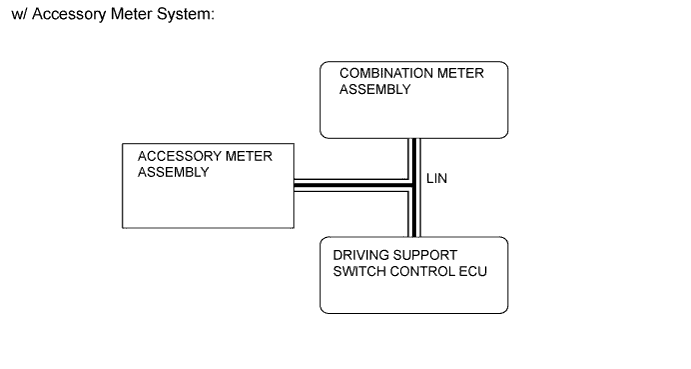 w/ Accessory Meter System:
COMBINATION METER
ASSEMBLY
ACCESSORY METER
ASSEMBLY
LIN
DRIVING SUPPORT
SWITCH CONTROL ECU